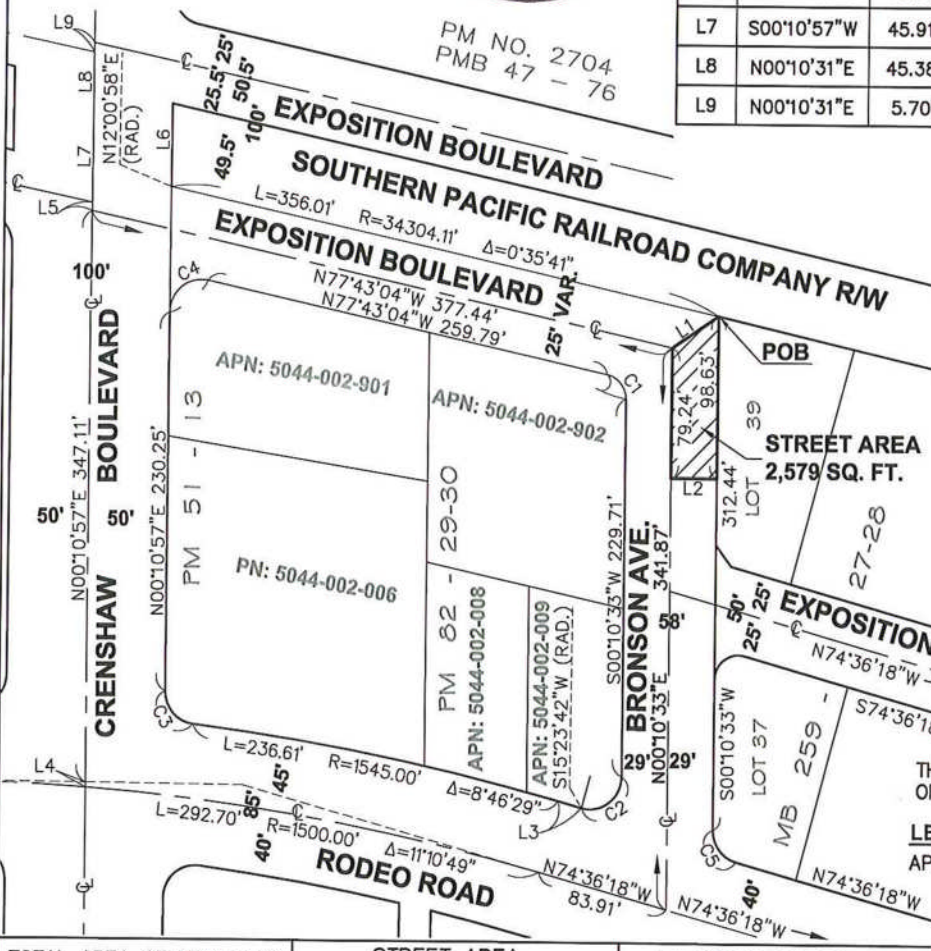 L7 S00°10'57"W 45.91
L8 N00°10'31"E 45.38
L9 N00°10'31"E 5.70
PM NO. 2704
PMB 47 - 76
L9
℄
L8
N12°00'58"E
(RAD.)
L7
L6
25.5' 25'
50.5'
100'
49.5'
EXPOSITION BOULEVARD
SOUTHERN PACIFIC RAILROAD COMPANY R/W
L=356.01' R=34304.11' Δ=0°35'41"
℄
L5
EXPOSITION BOULEVARD
N77°43'04"W 377.44'
N77°43'04"W 259.79'
25' VAR.
℄
100'
℄
C4
C1
L1
POB
79.24'
98.63'
STREET AREA
2,579 SQ. FT.
L2
312.44'
LOT 39
27-28
APN: 5044-002-901
APN: 5044-002-902
PM 51 - 13
PN: 5044-002-006
PM 82 - 29-30
APN: 5044-002-008
APN: 5044-002-009
S15°23'42"W (RAD.)
CRENSHAW BOULEVARD
N00°10'57"E 347.11'
50' 50'
N00°10'57"E 230.25'
S00°10'33"W 229.71'
BRONSON AVE.
N00°10'33"E 341.87'
58'
29' 29'
50'
25' 25'
EXPOSITION
℄
N74°36'18"W
S00°10'33"W
LOT 37
MB 259 -
S74°36'18
TH
OF
LE
AP
C3
L4
L=236.61' R=1545.00' Δ=8°46'29"
L3
C2
C5
L=292.70' R=1500.00' Δ=11°10'49"
85' 45'
40'
℄
RODEO ROAD
N74°36'18"W
83.91'
N74°36'18"W
40'
N74°36'18"W
℄
℄
STREET AREA